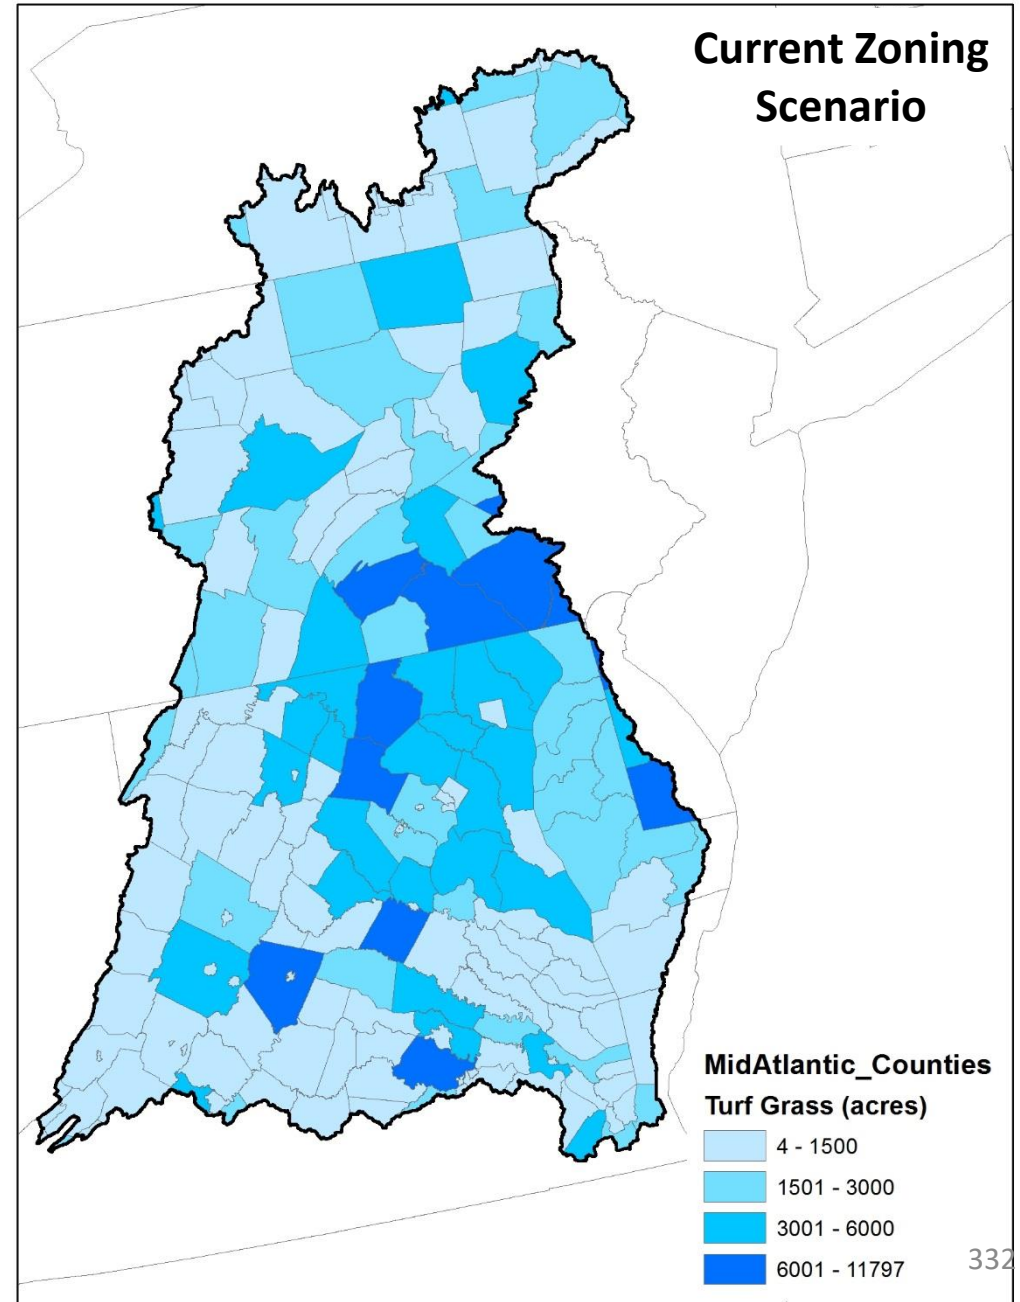 Current Zoning
Scenario
MidAtlantic_Counties
Turf Grass (acres)
4 - 1500
1501 - 3000
3001 - 6000
6001 - 11797
332